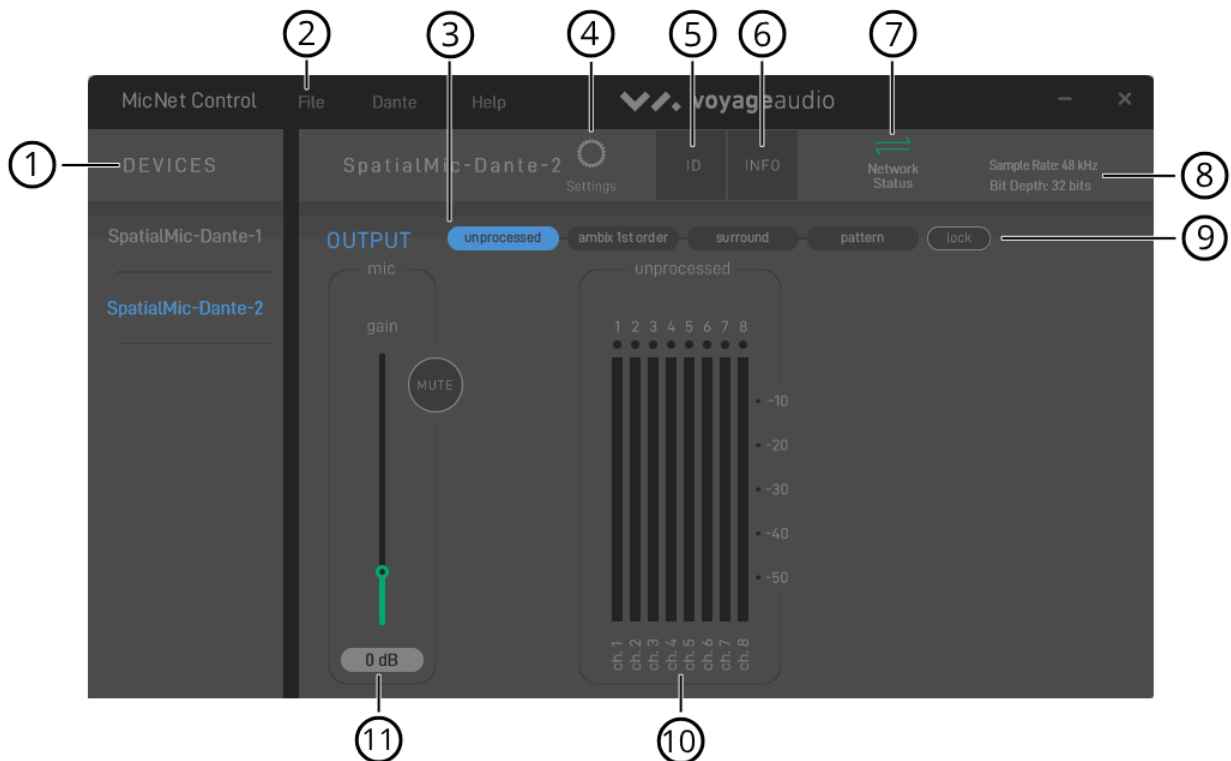 2 3 4 5 6 7
MicNet Control File Dante Help voyageaudio
1 DEVICES SpatialMic-Dante-2 Settings ID INFO Network Status Sample Rate: 48 kHz Bit Depth: 32 bits 8
SpatialMic-Dante-1 OUTPUT unprocessed ambix 1st order surround pattern lock 9
mic unprocessed
SpatialMic-Dante-2
gain 1 2 3 4 5 6 7 8
MUTE
-10
-20
-30
-40
-50
ch. 1 ch. 2 ch. 3 ch. 4 ch. 5 ch. 6 ch. 7 ch. 8
0 dB
11 10